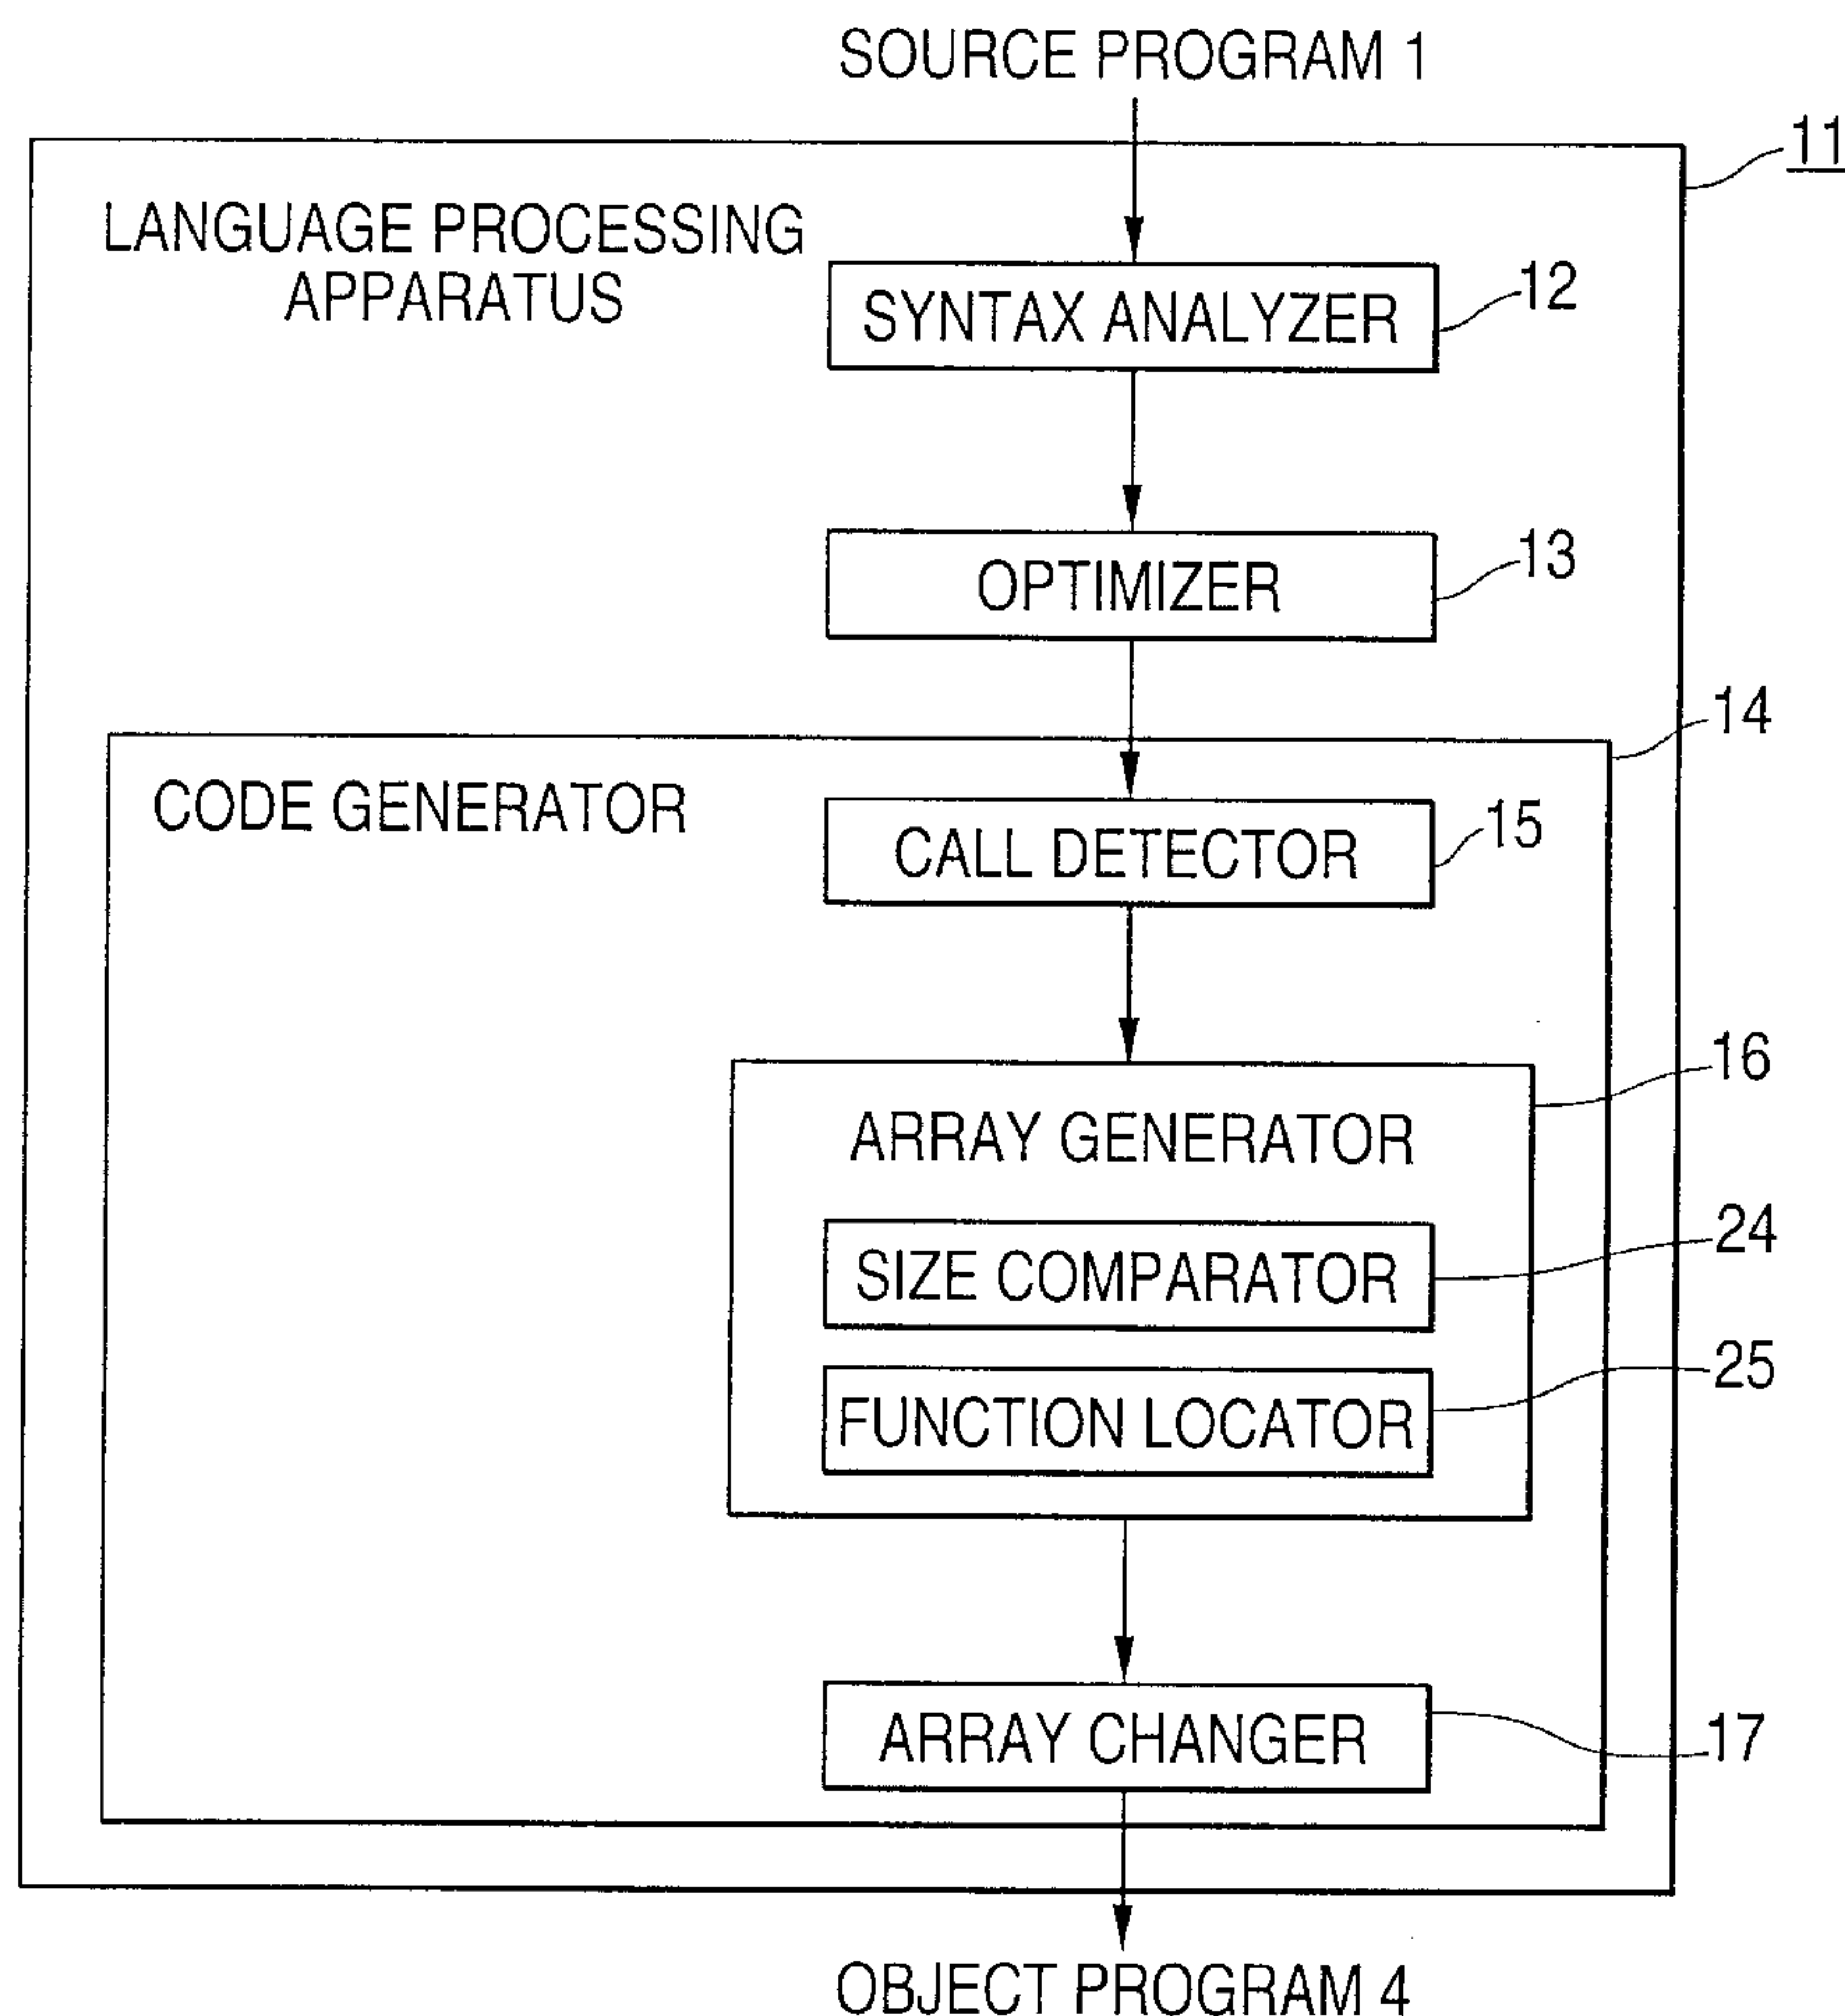 SOURCE PROGRAM 1
11
LANGUAGE PROCESSING
APPARATUS
SYNTAX ANALYZER
12
OPTIMIZER
13
14
CODE GENERATOR
CALL DETECTOR
15
16
ARRAY GENERATOR
SIZE COMPARATOR
24
FUNCTION LOCATOR
25
ARRAY CHANGER
17
OBJECT PROGRAM 4